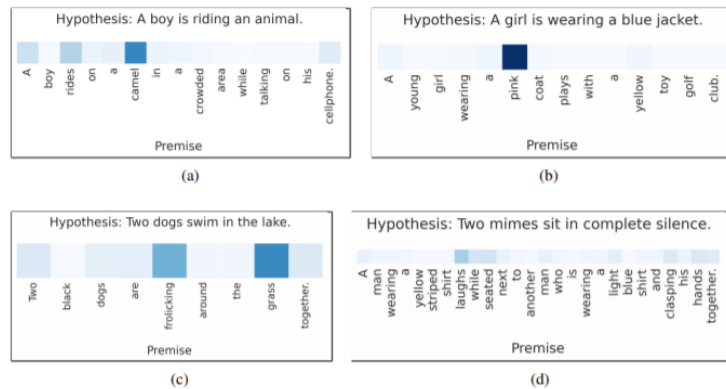 Hypothesis: A boy is riding an animal.
A boy rides on a camel in a crowded area while talking on his cellphone.
Premise
(a)
Hypothesis: A girl is wearing a blue jacket.
A young girl wearing a pink coat plays with a yellow toy golf club.
Premise
(b)
Hypothesis: Two dogs swim in the lake.
Two black dogs are frolicking around the grass together.
Premise
(c)
Hypothesis: Two mimes sit in complete silence.
A man wearing a yellow striped shirt laughs while seated next to another man who is wearing a light blue shirt and clasping his hands together.
Premise
(d)